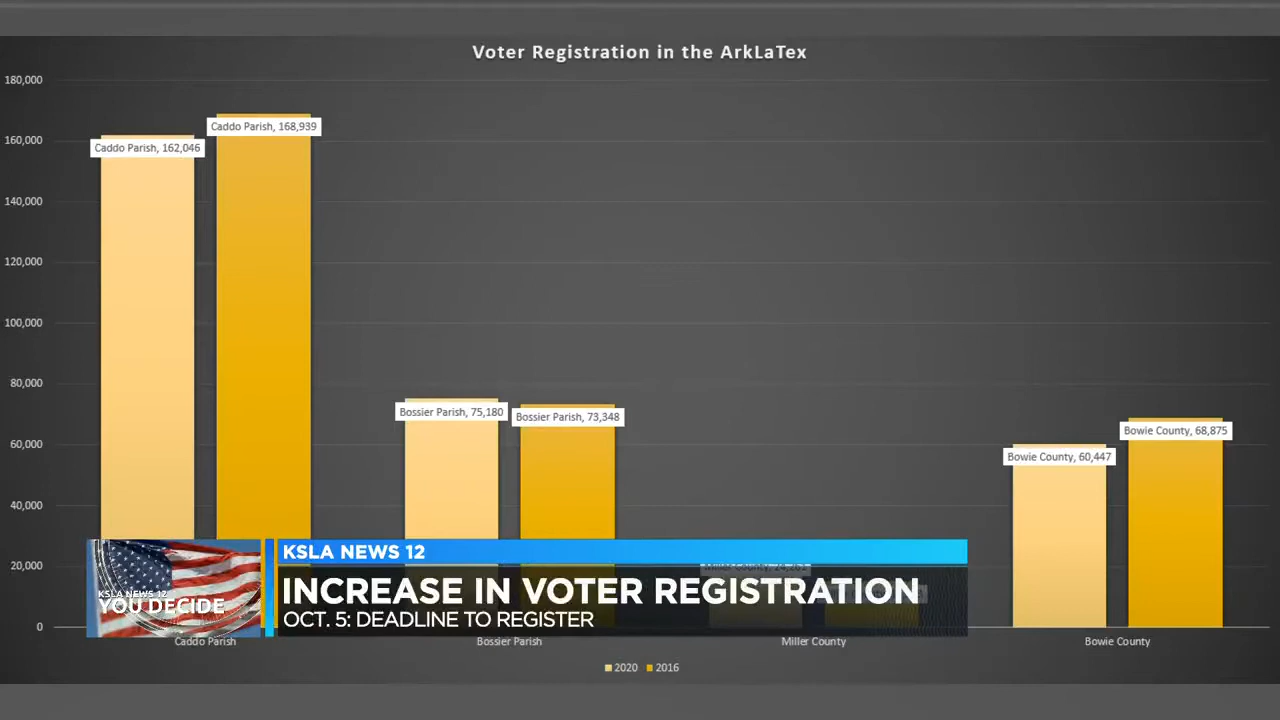 Voter Registration in the ArkLaTex
180,000
160,000
140,000
120,000
100,000
80,000
60,000
40,000
20,000
0
Caddo Parish, 162,046
Caddo Parish, 168,939
Bossier Parish, 75,180
Bossier Parish, 73,348
Miller County,
Bowie County, 60,447
Bowie County, 68,875
KSLA NEWS 12
YOU DECIDE
KSLA NEWS 12
INCREASE IN VOTER REGISTRATION
OCT. 5: DEADLINE TO REGISTER
Caddo Parish
Bossier Parish
Miller County
Bowie County
2020
2016